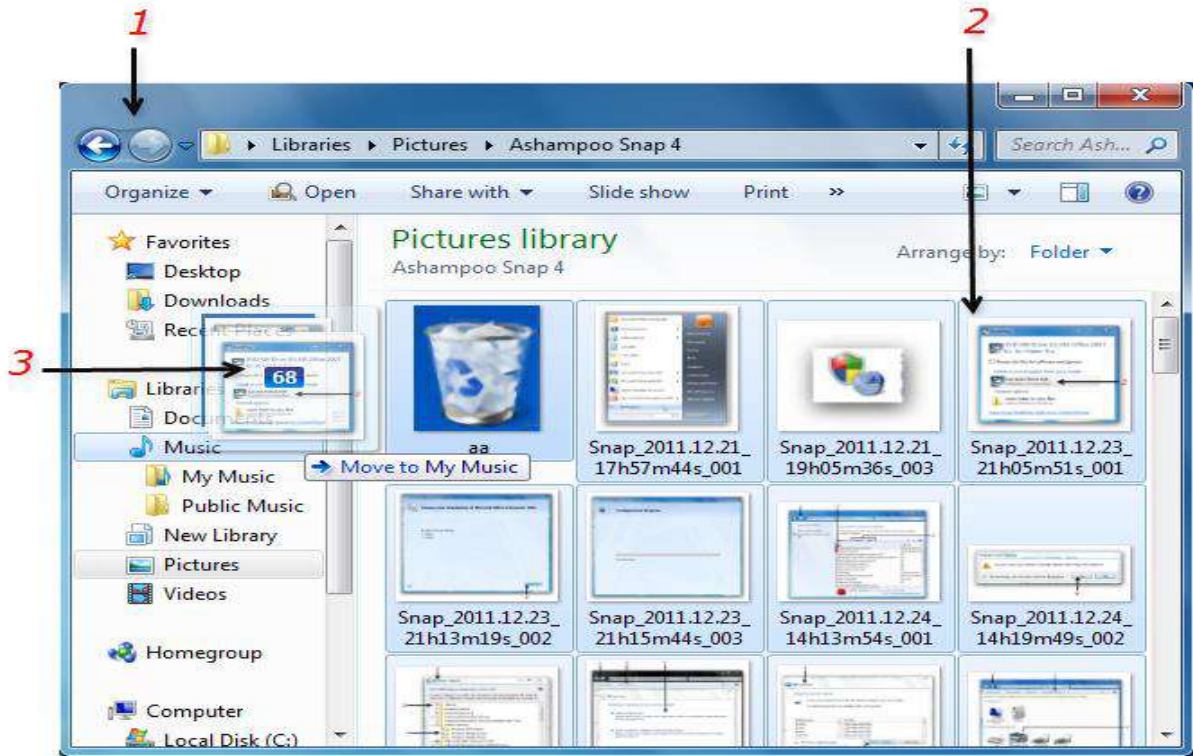 1
2
Libraries Pictures Ashampoo Snap 4
Search Ash...
Organize Open Share with Slide show Print »
Favorites
Desktop
Downloads
Recent Places
Libraries
Documents
Music
My Music
Public Music
New Library
Pictures
Videos
Homegroup
Computer
Local Disk (C:)
3
68
Move to My Music
Pictures library
Ashampoo Snap 4
Arrange by: Folder
aa
Snap_2011.12.21_
17h57m44s_001
Snap_2011.12.21_
19h05m36s_003
Snap_2011.12.23_
21h05m51s_001
Snap_2011.12.23_
21h13m19s_002
Snap_2011.12.23_
21h15m44s_003
Snap_2011.12.24_
14h13m54s_001
Snap_2011.12.24_
14h19m49s_002